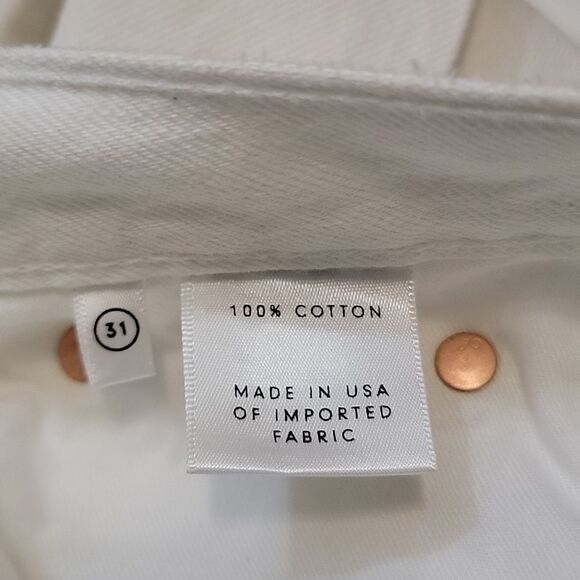 31
100% COTTON
MADE IN USA
OF IMPORTED
FABRIC